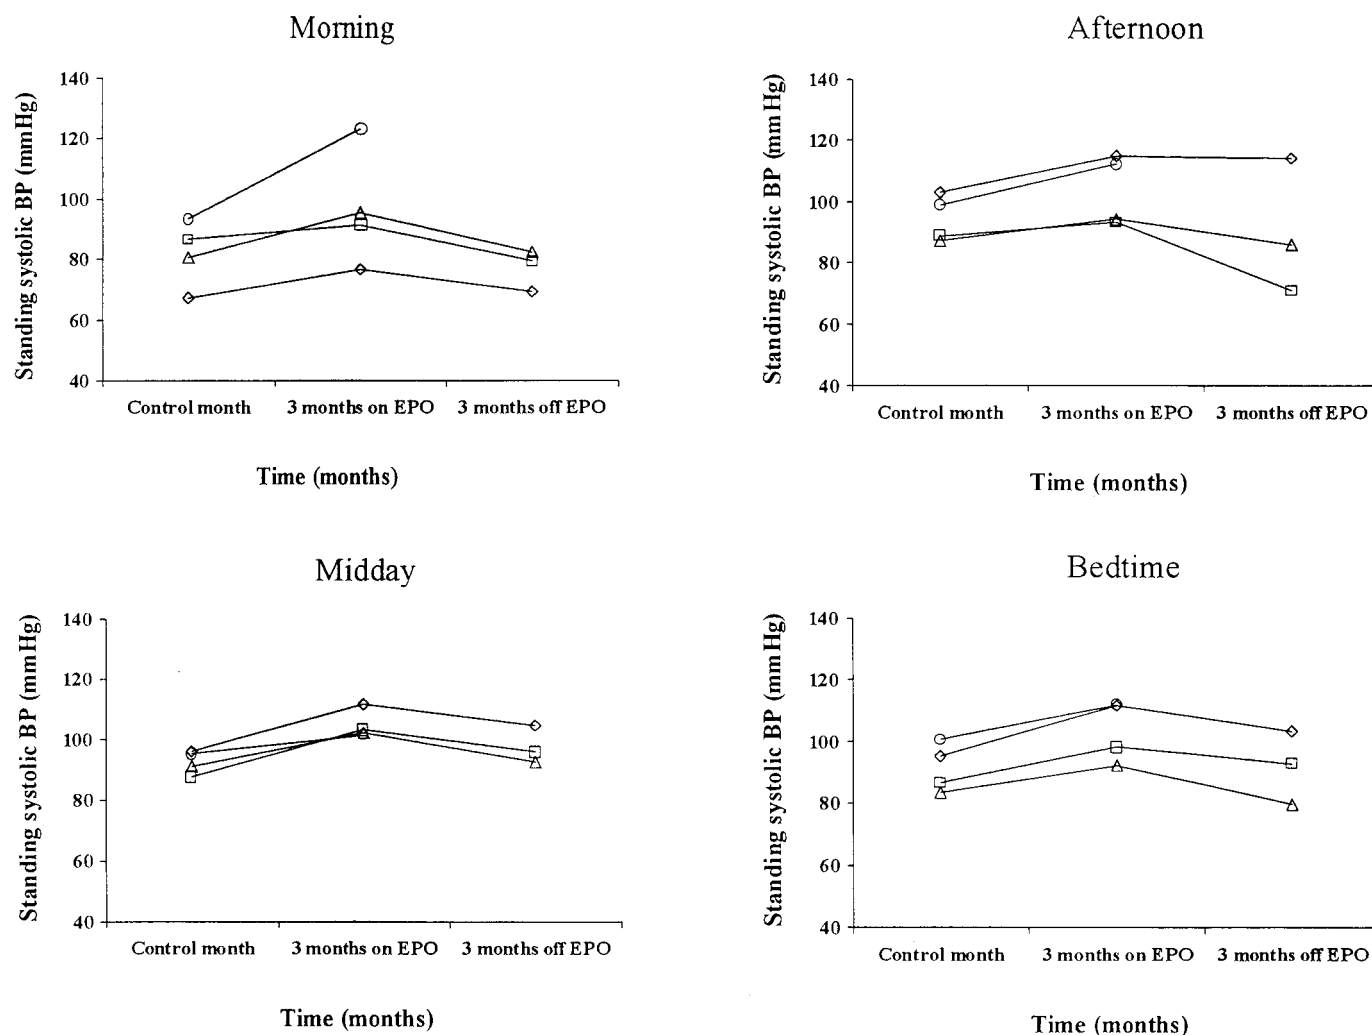 Morning
Standing systolic BP (mmHg)
140
120
100
80
60
40
Control month
3 months on EPO
3 months off EPO
Time (months)
Afternoon
Standing systolic BP (mmHg)
140
120
100
80
60
40
Control month
3 months on EPO
3 months off EPO
Time (months)
Midday
Standing systolic BP (mmHg)
140
120
100
80
60
40
Control month
3 months on EPO
3 months off EPO
Time (months)
Bedtime
Standing systolic BP (mmHg)
140
120
100
80
60
40
Control month
3 months on EPO
3 months off EPO
Time (months)